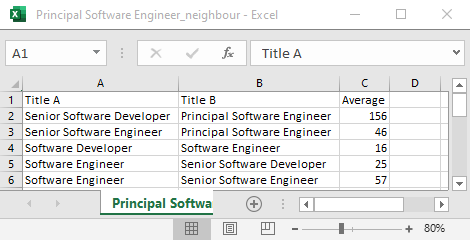 Principal Software Engineer_neighbour - Excel
A1 fx Title A
A B C D
1 Title A Title B Average
2 Senior Software Developer Principal Software Engineer 156
3 Senior Software Engineer Principal Software Engineer 46
4 Software Developer Software Engineer 16
5 Software Engineer Senior Software Developer 25
6 Software Engineer Senior Software Engineer 57
Principal Softwa
80%